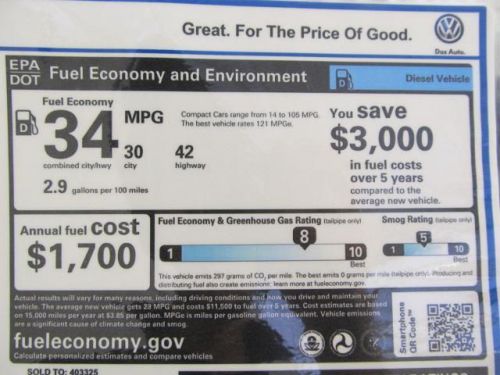 Great. For The Price Of Good.
Das Auto.
EPA
DOT
Fuel Economy and Environment
D
Diesel Vehicle
Fuel Economy
D
34
MPG
combined city/hwy
30
city
42
highway
Compact Cars range from 14 to 105 MPG.
The best vehicle rates 121 MPGe.
2.9 gallons per 100 miles
You save
$3,000
in fuel costs
over 5 years
compared to the
average new vehicle.
Annual fuel cost
$1,700
Fuel Economy & Greenhouse Gas Rating (tailpipe only)
8
1
10
Best
Smog Rating (tailpipe only)
5
1
10
Best
This vehicle emits 297 grams of CO2 per mile. The best emits 0 grams per mile (tailpipe only). Producing and
distributing fuel also create emissions; learn more at fueleconomy.gov.
Actual results will vary for many reasons, including driving conditions and how you drive and maintain your
vehicle. The average new vehicle gets 23 MPG and costs $11,500 to fuel over 5 years. Cost estimates are based
on 15,000 miles per year at $3.85 per gallon. MPGe is miles per gasoline gallon equivalent. Vehicle emissions
are a significant cause of climate change and smog.
fueleconomy.gov
Calculate personalized estimates and compare vehicles
Smartphone
QR Code™
SOLD TO: 403325